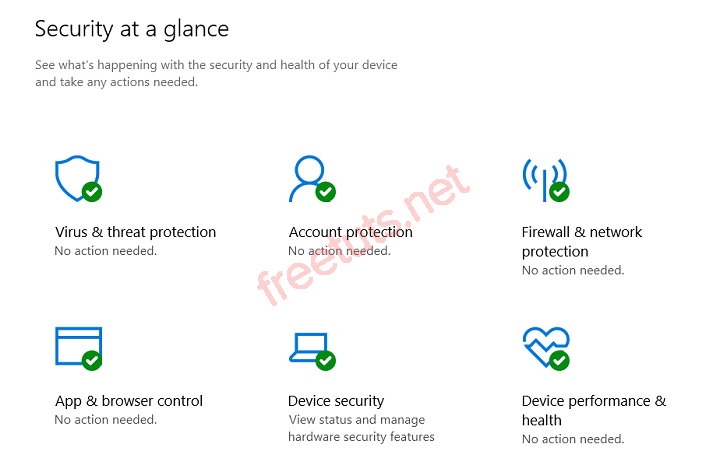 Security at a glance
See what's happening with the security and health of your device
and take any actions needed.
Virus & threat protection
No action needed.
Account protection
No action needed.
Firewall & network
protection
No action needed.
freetuts.net
App & browser control
No action needed.
Device security
View status and manage
hardware security features
Device performance &
health
No action needed.